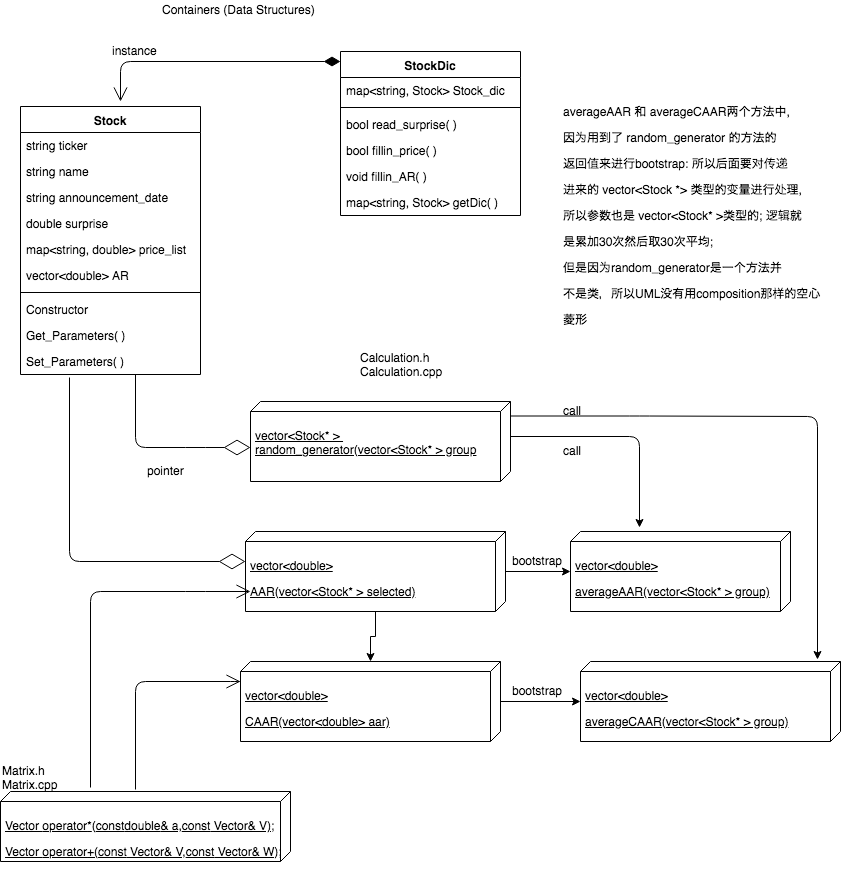 Containers (Data Structures)
instance
StockDic
map<string, Stock> Stock_dic
bool read_surprise( )
bool fillin_price( )
void fillin_AR( )
map<string, Stock> getDic( )
Stock
string ticker
string name
string announcement_date
double surprise
map<string, double> price_list
vector<double> AR
Constructor
Get_Parameters( )
Set_Parameters( )
averageAAR 和 averageCAAR两个方法中,
因为用到了 random_generator 的方法的
返回值来进行bootstrap: 所以后面要对传递
进来的 vector<Stock *> 类型的变量进行处理,
所以参数也是 vector<Stock* >类型的; 逻辑就
是累加30次然后取30次平均;
但是因为random_generator是一个方法并
不是类，所以UML没有用composition那样的空心
菱形
Calculation.h
Calculation.cpp
vector<Stock* >
random_generator(vector<Stock* > group
call
call
pointer
vector<double>
AAR(vector<Stock* > selected)
bootstrap
vector<double>
averageAAR(vector<Stock* > group)
vector<double>
CAAR(vector<double> aar)
bootstrap
vector<double>
averageCAAR(vector<Stock* > group)
Matrix.h
Matrix.cpp
Vector operator*(constdouble& a,const Vector& V);
Vector operator+(const Vector& V,const Vector& W)